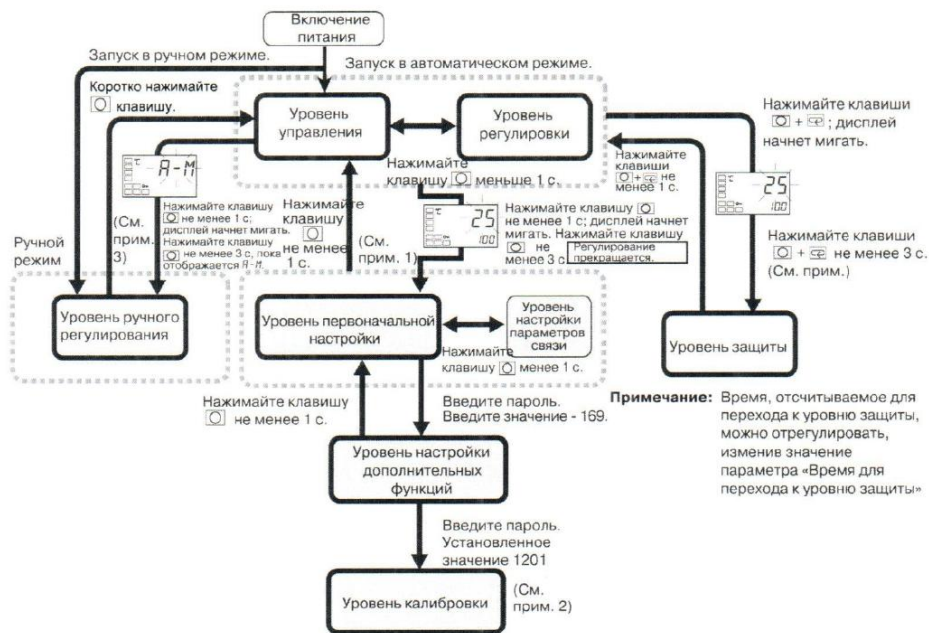 Включение
питания
Запуск в ручном режиме.
Запуск в автоматическом режиме.
Коротко нажимайте
клавишу.
Уровень
управления
Уровень
регулировки
Нажимайте клавиши
+ ; дисплей
начнет мигать.
A-M
Нажимайте
клавишу меньше 1 с.
Нажимайте
клавиши
+ не
менее 1 с.
25
100
Ручной
режим
(См.
прим.
3)
Нажимайте клавишу
не менее 1 с;
дисплей начнет мигать.
Нажимайте клавишу
не менее 3 с, пока
отображается A-M.
Нажимайте
клавишу
не менее
1 с.
(См.
прим. 1)
25
100
Нажимайте клавишу
не менее 1 с; дисплей начнет
мигать. Нажимайте клавишу
не
менее 3 с.
Регулирование
прекращается.
Нажимайте клавиши
+ не менее 3 с.
(См. прим.)
Уровень ручного
регулирования
Уровень первоначальной
настройки
Уровень
настройки
параметров
связи
Нажимайте
клавишу менее 1 с.
Уровень защиты
Нажимайте клавишу
не менее 1 с.
Введите пароль.
Введите значение - 169.
Примечание: Время, отсчитываемое для
перехода к уровню защиты,
можно отрегулировать,
изменив значение
параметра «Время для
перехода к уровню защиты»
Уровень настройки
дополнительных
функций
Введите пароль.
Установленное
значение 1201
Уровень калибровки
(См.
прим. 2)